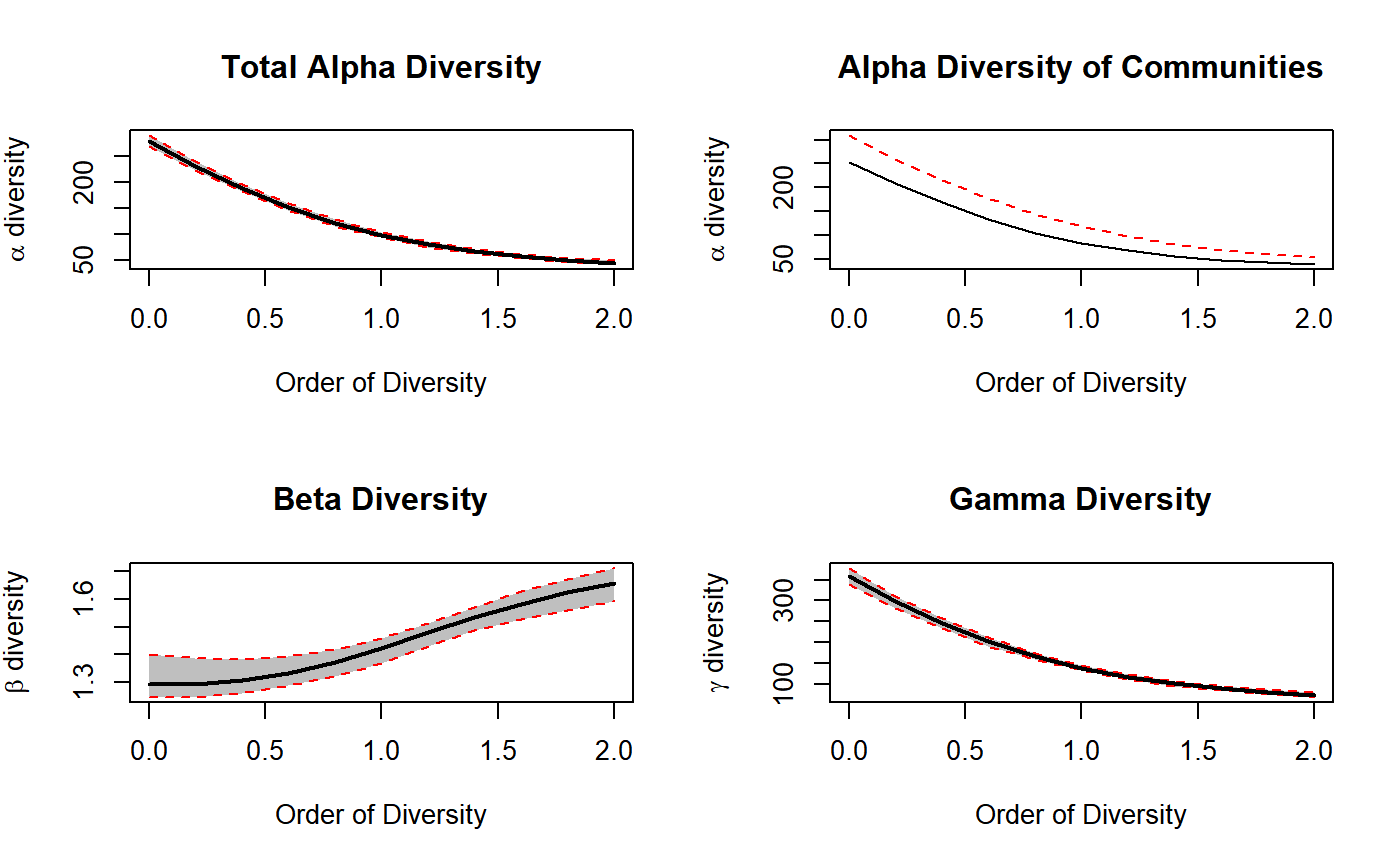 Total Alpha Diversity
α diversity
200
50
0.0 0.5 1.0 1.5 2.0
Order of Diversity
Alpha Diversity of Communities
α diversity
200
50
0.0 0.5 1.0 1.5 2.0
Order of Diversity
Beta Diversity
β diversity
1.6
1.3
0.0 0.5 1.0 1.5 2.0
Order of Diversity
Gamma Diversity
γ diversity
300
100
0.0 0.5 1.0 1.5 2.0
Order of Diversity